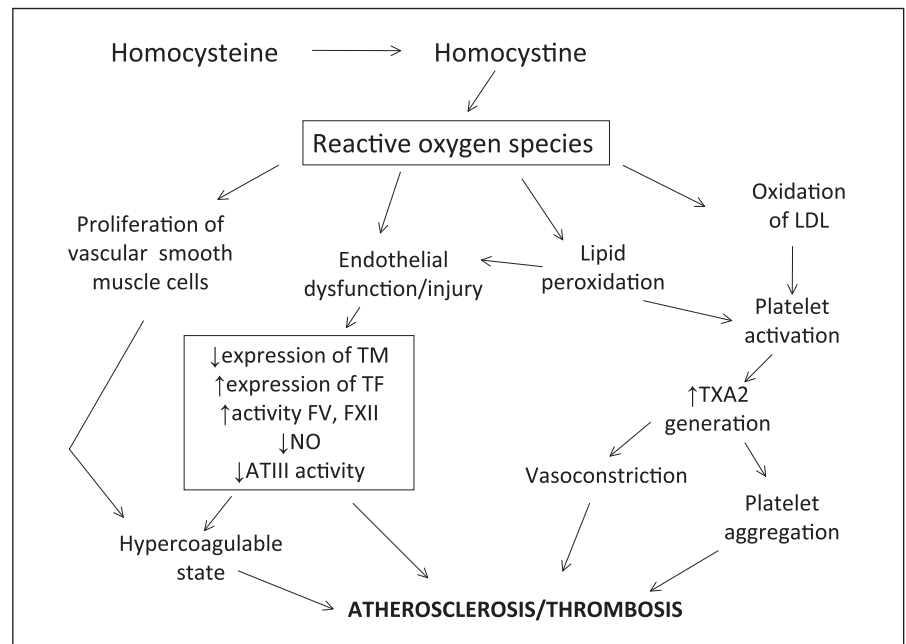 Homocysteine
Homocystine
Reactive oxygen species
Proliferation of
vascular smooth
muscle cells
Endothelial
dysfunction/injury
Lipid
peroxidation
Oxidation
of LDL
Platelet
activation
↓expression of TM
↑expression of TF
↑activity FV, FXII
↓NO
↓ATIII activity
↑TXA2
generation
Vasoconstriction
Platelet
aggregation
Hypercoagulable
state
ATHEROSCLEROSIS/THROMBOSIS